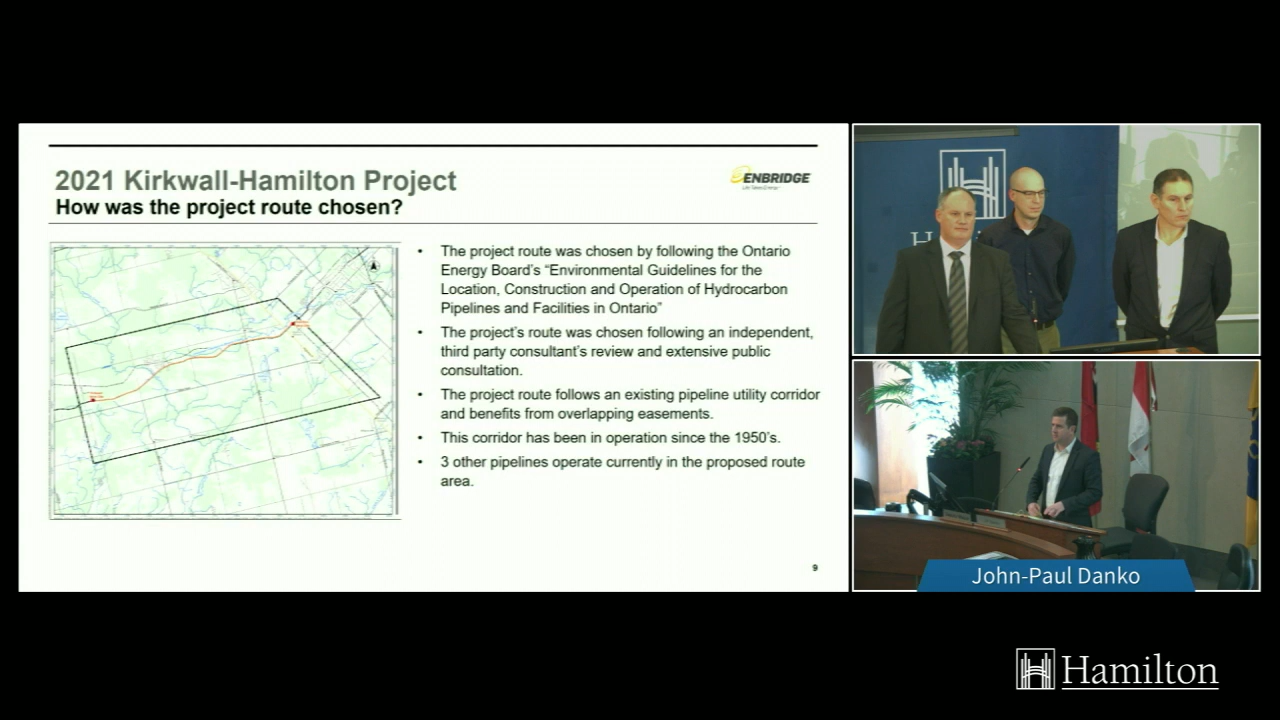 2021 Kirkwall-Hamilton Project
How was the project route chosen?
ENBRIDGE
• The project route was chosen by following the Ontario
Energy Board's “Environmental Guidelines for the
Location, Construction and Operation of Hydrocarbon
Pipelines and Facilities in Ontario”
• The project's route was chosen following an independent,
third party consultant's review and extensive public
consultation.
• The project route follows an existing pipeline utility corridor
and benefits from overlapping easements.
• This corridor has been in operation since the 1950's.
• 3 other pipelines operate currently in the proposed route
area.
9
John-Paul Danko
Hamilton